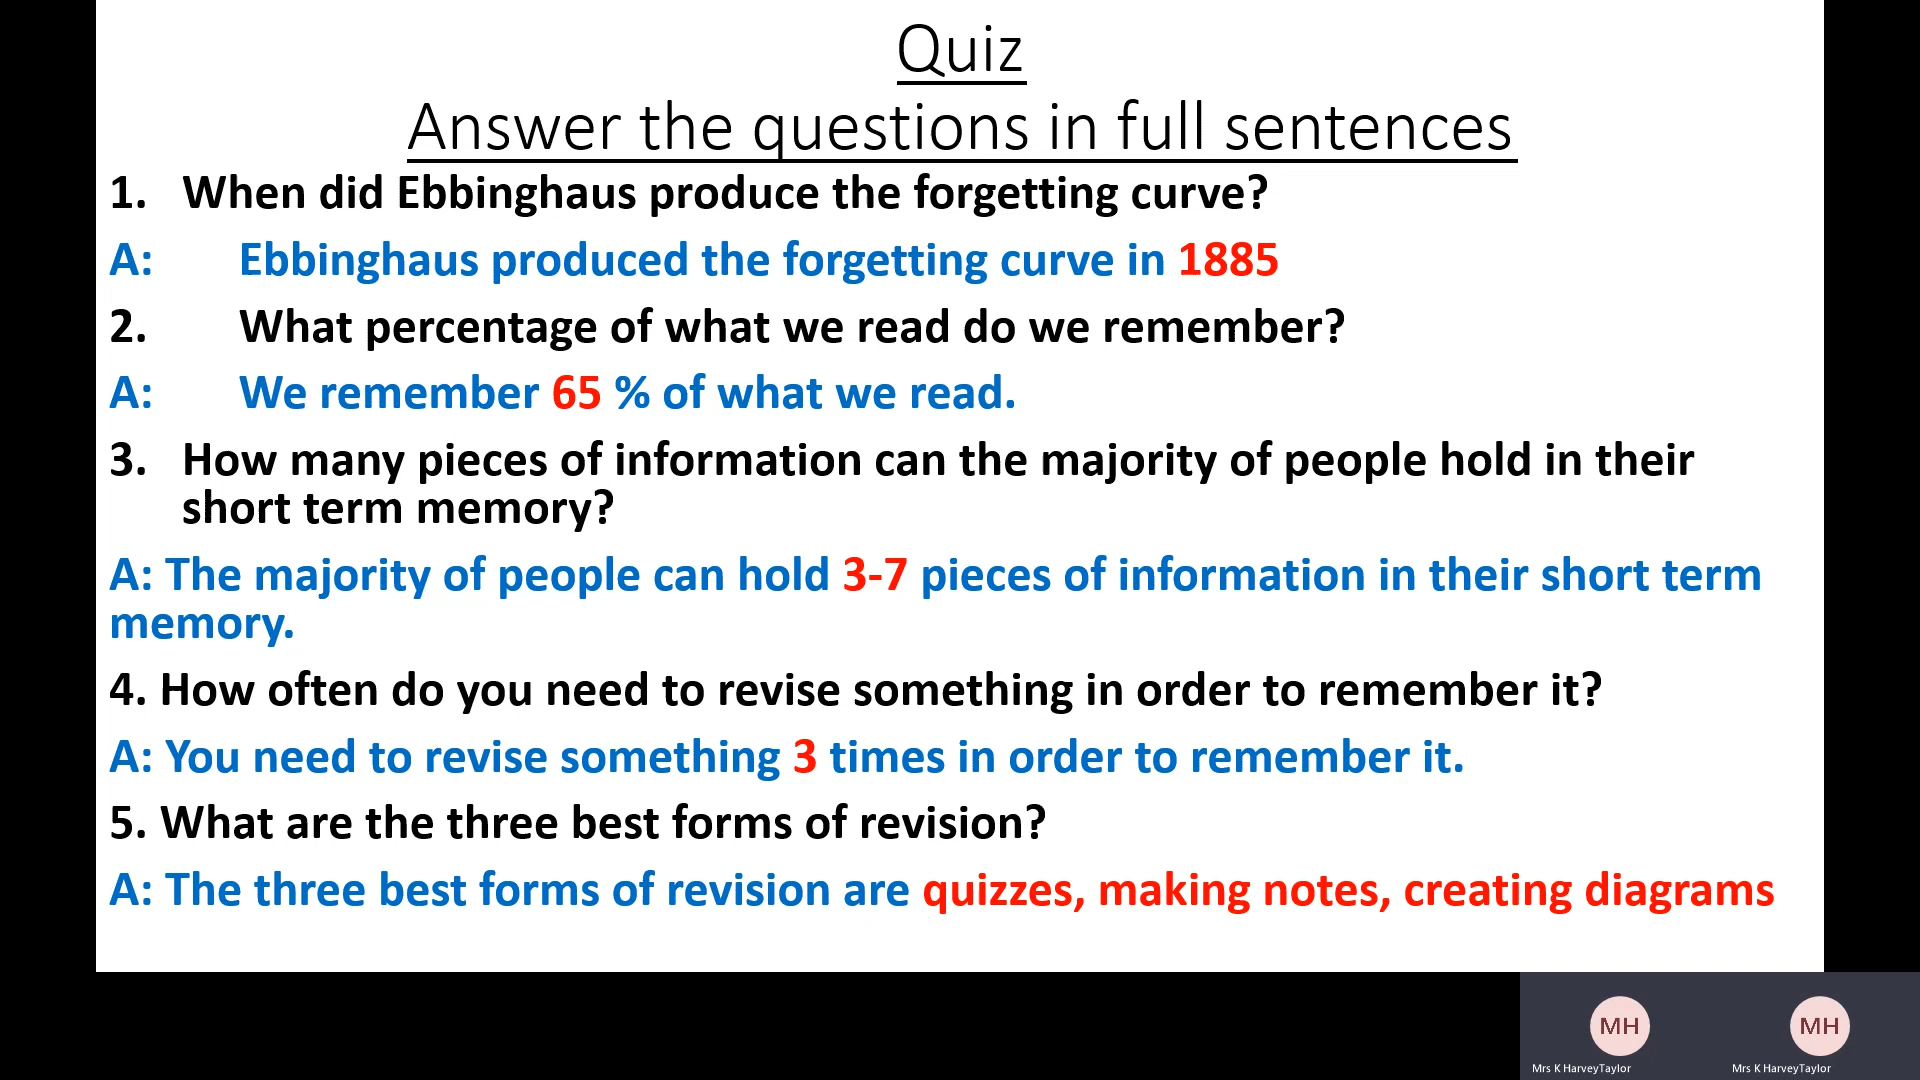 Quiz
Answer the questions in full sentences
1. When did Ebbinghaus produce the forgetting curve?
A: Ebbinghaus produced the forgetting curve in 1885
2. What percentage of what we read do we remember?
A: We remember 65 % of what we read.
3. How many pieces of information can the majority of people hold in their
short term memory?
A: The majority of people can hold 3-7 pieces of information in their short term
memory.
4. How often do you need to revise something in order to remember it?
A: You need to revise something 3 times in order to remember it.
5. What are the three best forms of revision?
A: The three best forms of revision are quizzes, making notes, creating diagrams
MH MH
Mrs K HarveyTaylor Mrs K HarveyTaylor